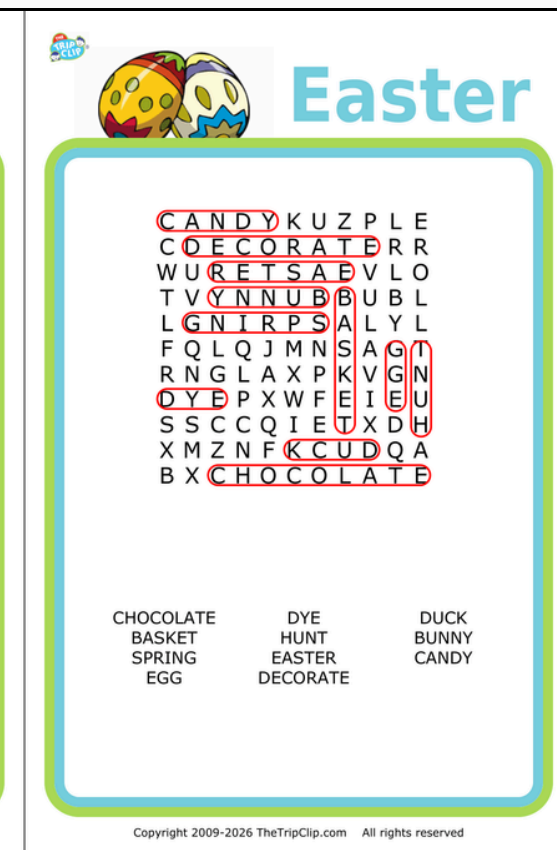 THE
TRIP
CLIP
Easter
C A N D Y K U Z P L E
C D E C O R A T E R R
W U R E T S A E V L O
T V Y N N U B B U B L
L G N I R P S A L Y L
F Q L Q J M N S A G T
R N G L A X P K V G N
D Y E P X W F E I E U
S S C C Q I E T X D H
X M Z N F K C U D Q A
B X C H O C O L A T E
CHOCOLATE DYE DUCK
BASKET HUNT BUNNY
SPRING EASTER CANDY
EGG DECORATE
Copyright 2009-2026 TheTripClip.com All rights reserved